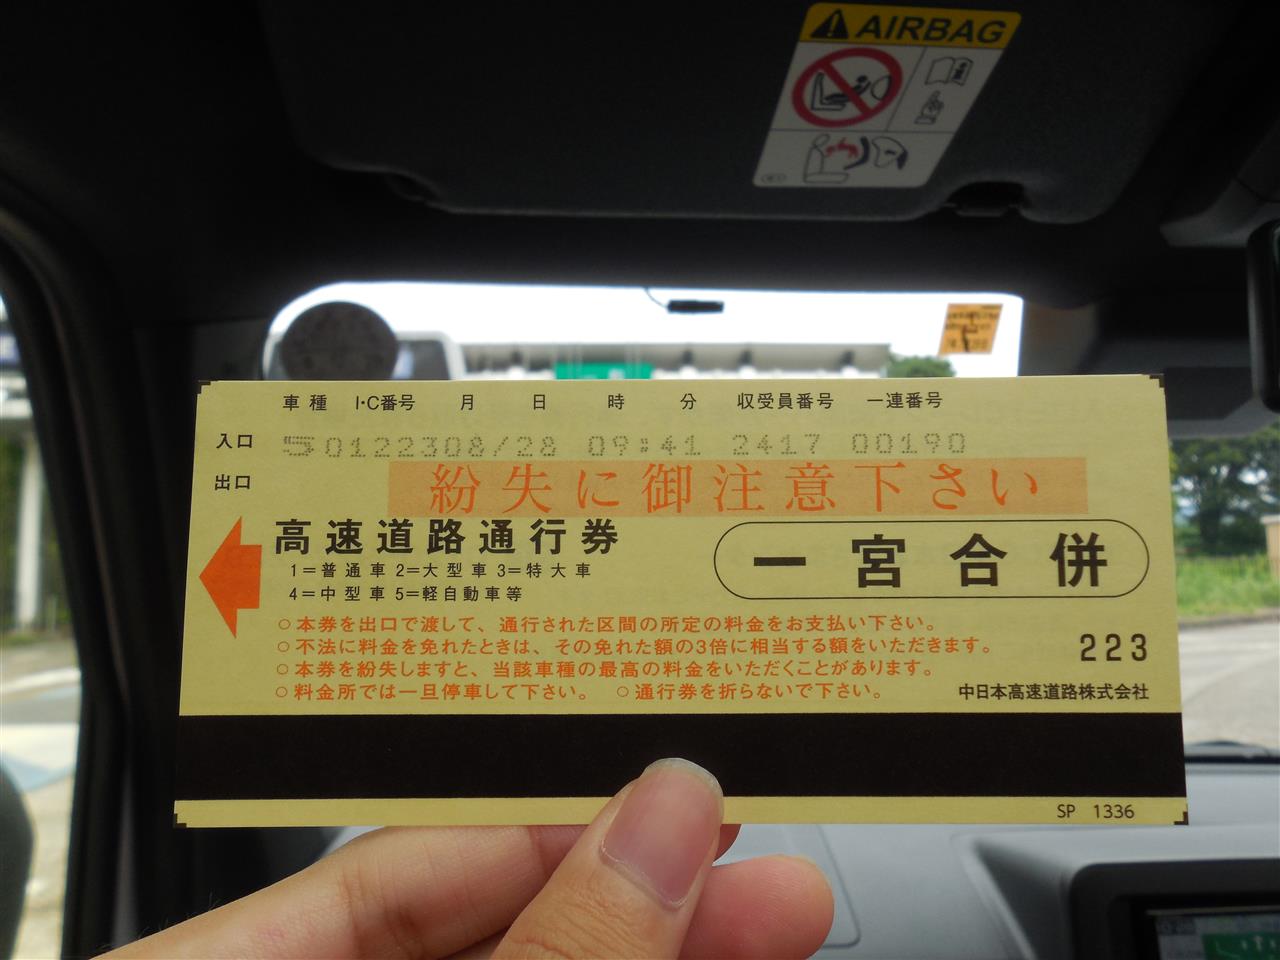 AIRBAG
車種 I・C番号 月 日 時 分 収受員番号 一連番号
入口 5 0122308/28 09:41 2417 00190
出口
紛失に御注意下さい
高速道路通行券
1=普通車 2=大型車 3=特大車
4=中型車 5=軽自動車等
一宮合併
○本券を出口で渡して、通行された区間の所定の料金をお支払い下さい。
○不法に料金を免れたときは、その免れた額の3倍に相当する額をいただきます。
○本券を紛失しますと、当該車種の最高の料金をいただくことがあります。
○料金所では一旦停車して下さい。 ○通行券を折らないで下さい。
223
中日本高速道路株式会社
SP 1336